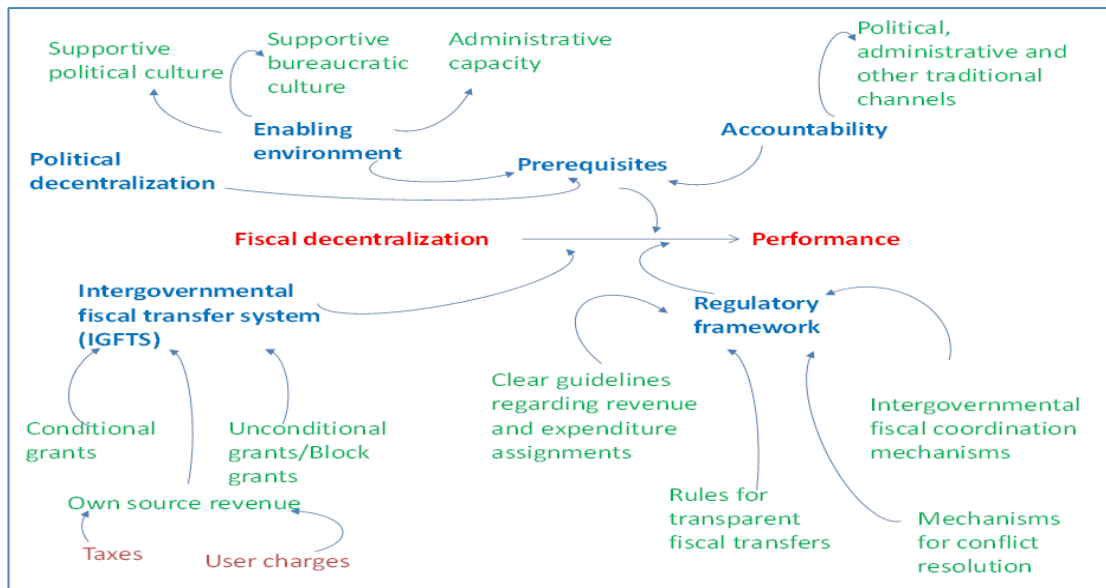 Supportive
political culture
Supportive
bureaucratic
culture
Administrative
capacity
Political,
administrative and
other traditional
channels
Enabling
environment
Accountability
Political
decentralization
Prerequisites
Fiscal decentralization
Performance
Intergovernmental
fiscal transfer system
(IGFTS)
Regulatory
framework
Clear guidelines
regarding revenue
and expenditure
assignments
Intergovernmental
fiscal coordination
mechanisms
Conditional
grants
Unconditional
grants/Block
grants
Own source revenue
Rules for
transparent
fiscal transfers
Mechanisms
for conflict
resolution
Taxes
User charges